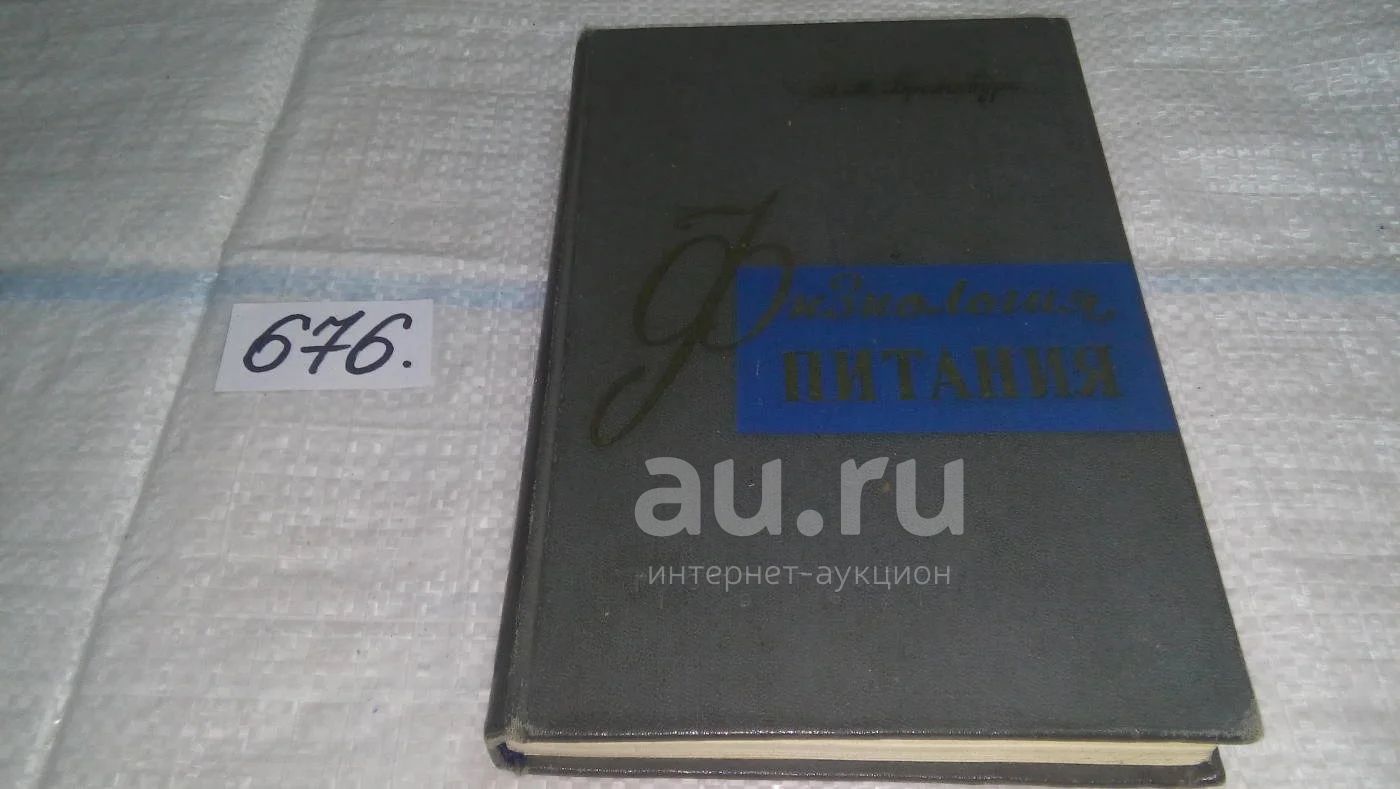 676.
Физиология
ПИТАНИЯ
au.ru
интернет-аукцион